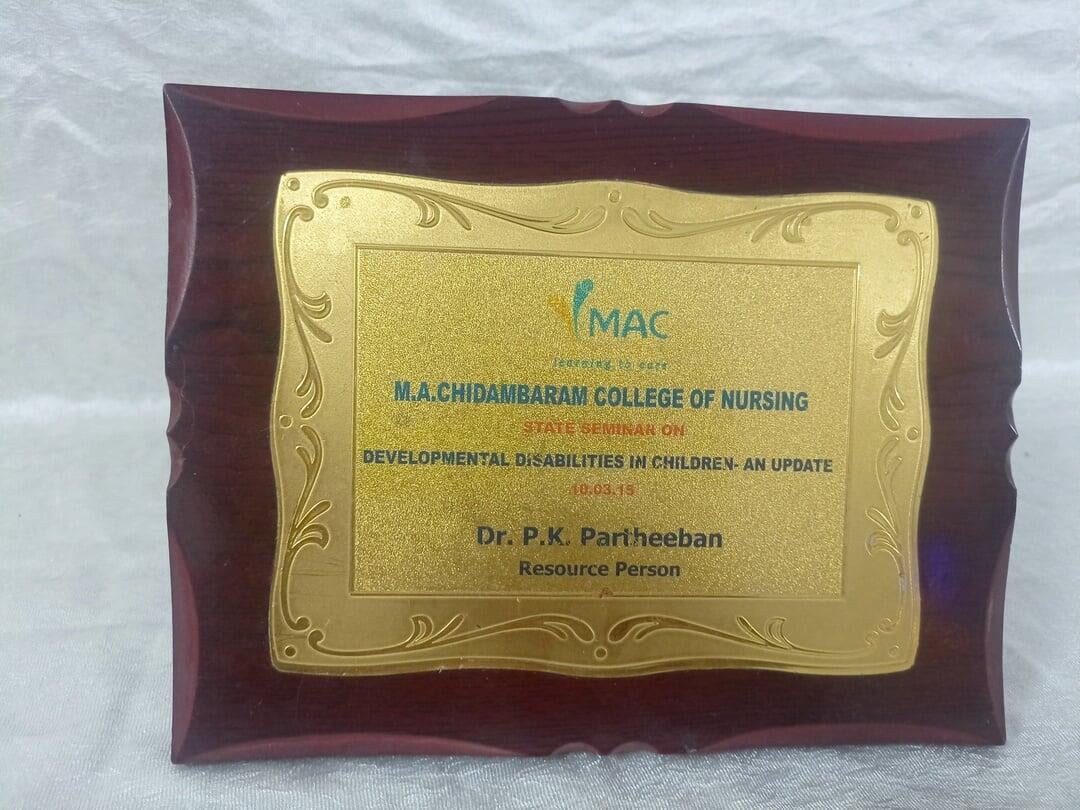 MAC
learning to care
M.A.CHIDAMBARAM COLLEGE OF NURSING
STATE SEMINAR ON
DEVELOPMENTAL DISABILITIES IN CHILDREN- AN UPDATE
10.03.15
Dr. P.K. Partheeban
Resource Person